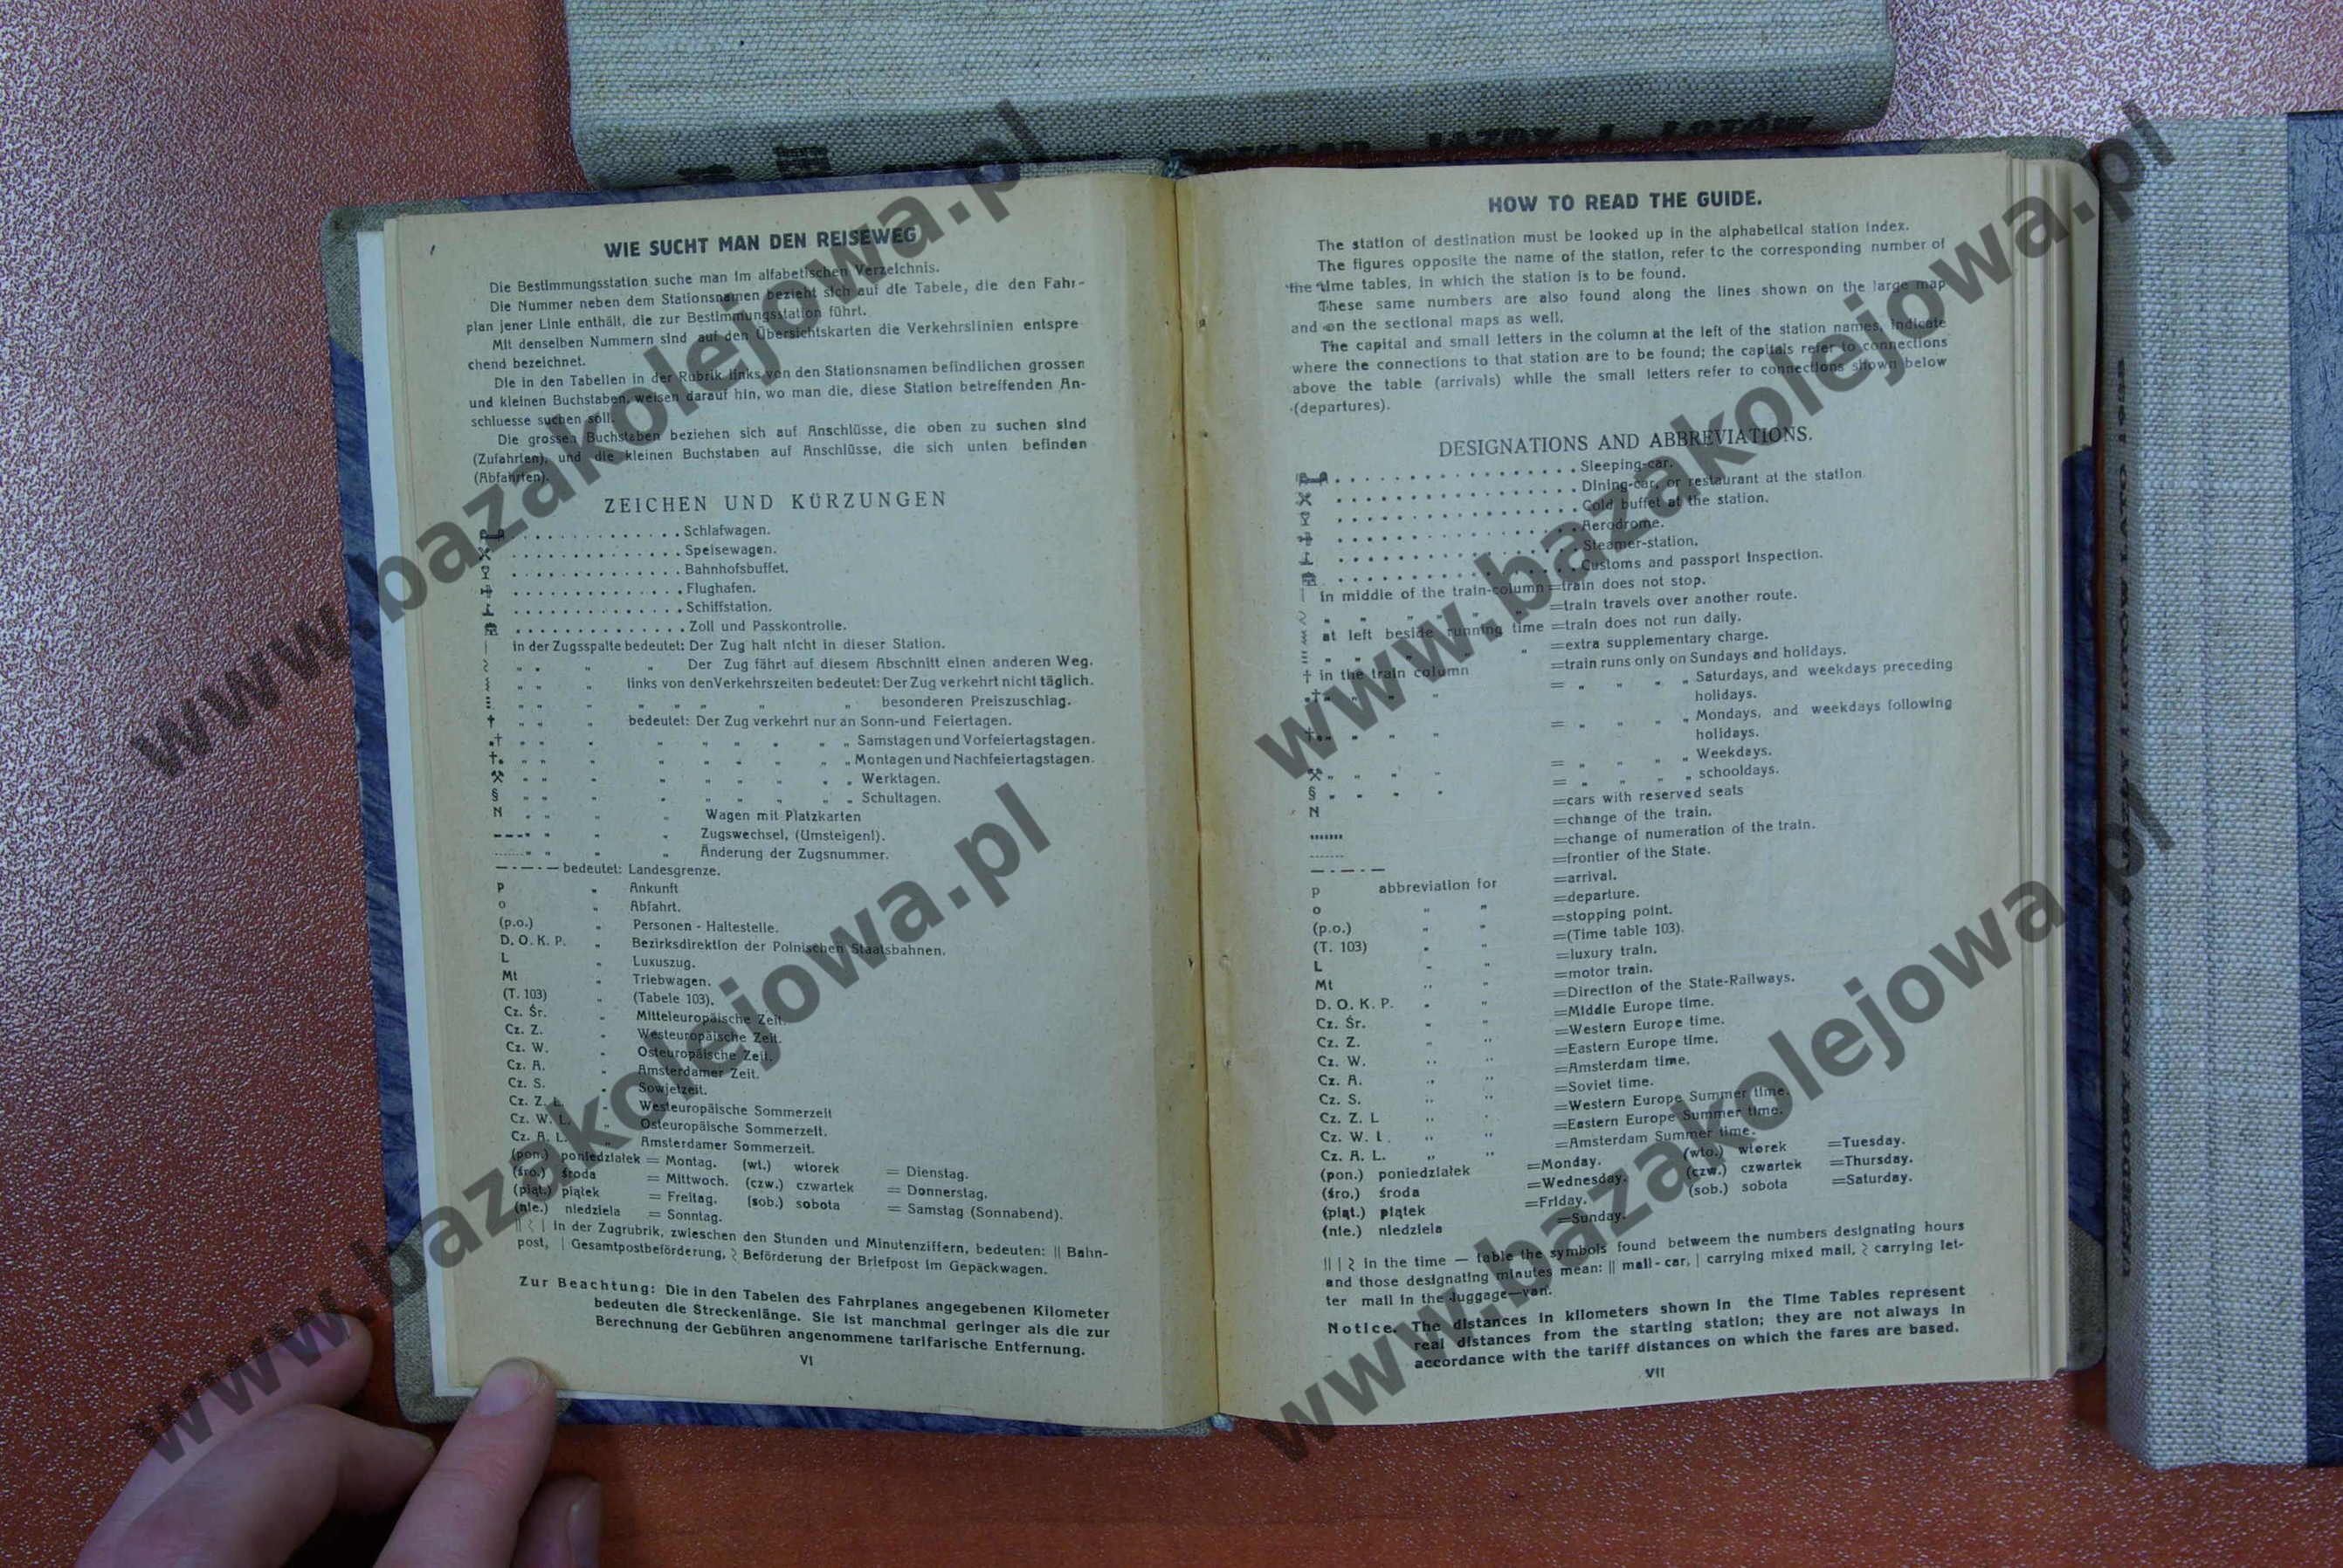 WIE SUCHT MAN DEN REISEWEG
Die Bestimmungsstation suche man im alfabetischen Verzeichnis.
Die Nummer neben dem Stationsnamen bezieht sich auf die Tabele, die den Fahr-
plan jener Linie enthält, die zur Bestimmungsstation führt.
Mit denselben Nummern sind auf den Übersichtskarten die Verkehrslinien entspre
chend bezeichnet.
Die in den Tabellen in der Rubrik links von den Stationsnamen befindlichen grossen
und kleinen Buchstaben, weisen darauf hin, wo man die, diese Station betreffenden An-
schluesse suchen soll.
Die grossen Buchstaben beziehen sich auf Anschlüsse, die oben zu suchen sind
(Zufahrten), und die kleinen Buchstaben auf Anschlüsse, die sich unten befinden
(Abfahrten).
ZEICHEN UND KÜRZUNGEN
. . . . . . . . . . . . . . Schlafwagen.
. . . . . . . . . . . . . . Speisewagen.
. . . . . . . . . . . . . . Bahnhofsbuffet.
. . . . . . . . . . . . . . Flughafen.
. . . . . . . . . . . . . . Schiffstation.
. . . . . . . . . . . . . . Zoll und Passkontrolle.
| in der Zugsspalte bedeutet: Der Zug halt nicht in dieser Station.
" " " " Der Zug fährt auf diesem Abschnitt einen anderen Weg.
" " " links von den Verkehrszeiten bedeutet: Der Zug verkehrt nicht täglich.
" " " " " " " " besonderen Preiszuschlag.
† " " " bedeutet: Der Zug verkehrt nur an Sonn-und Feiertagen.
•† " " " " " " " " " Samstagen und Vorfeiertagstagen.
†• " " " " " " " " " Montagen und Nachfeiertagstagen.
⚒ " " " " " " " " " Werktagen.
§ " " " " " " " " " Schultagen.
N " " " " Wagen mit Platzkarten
---- " " " " Zugswechsel, (Umsteigen!).
....... " " " " Änderung der Zugsnummer.
—·—·— bedeutet: Landesgrenze.
p " Ankunft
o " Abfahrt.
(p.o.) " Personen - Haltestelle.
D. O. K. P. " Bezirksdirektion der Polnischen Staatsbahnen.
L " Luxuszug.
Mt " Triebwagen.
(T. 103) " (Tabele 103).
Cz. Śr. " Mitteleuropäische Zeit.
Cz. Z. " Westeuropäische Zeit.
Cz. W. " Osteuropäische Zeit.
Cz. A. " Amsterdamer Zeit.
Cz. S. " Sowietzeit.
Cz. Z. L. " Westeuropäische Sommerzeit
Cz. W. L. " Osteuropäische Sommerzeit.
Cz. A. L. " Amsterdamer Sommerzeit.
(pon.) poniedziałek = Montag. (wt.) wtorek = Dienstag.
(śro.) środa = Mittwoch. (czw.) czwartek = Donnerstag.
(piąt.) piątek = Freitag. (sob.) sobota = Samstag (Sonnabend).
(nie.) niedziela = Sonntag.
|| ⌇ | in der Zugrubrik, zwieschen den Stunden und Minutenziffern, bedeuten: || Bahn-
post, | Gesamtpostbeförderung, ⌇ Beförderung der Briefpost im Gepäckwagen.
Zur Beachtung: Die in den Tabelen des Fahrplanes angegebenen Kilometer
bedeuten die Streckenlänge. Sie ist manchmal geringer als die zur
Berechnung der Gebühren angenommene tarifarische Entfernung.
VI
HOW TO READ THE GUIDE.
The station of destination must be looked up in the alphabetical station index.
The figures opposite the name of the station, refer to the corresponding number of
the time tables, in which the station is to be found.
These same numbers are also found along the lines shown on the large map
and on the sectional maps as well.
The capital and small letters in the column at the left of the station names, indicate
where the connections to that station are to be found; the capitals refer to connections
above the table (arrivals) while the small letters refer to connections shown below
(departures).
DESIGNATIONS AND ABBREVIATIONS.
. . . . . . . . . . . . . . Sleeping-car.
. . . . . . . . . . . . . . Dining-car, or restaurant at the station
. . . . . . . . . . . . . . Cold buffet at the station.
. . . . . . . . . . . . . . Aerodrome.
. . . . . . . . . . . . . . Steamer-station.
. . . . . . . . . . . . . . Customs and passport Inspection.
| in middle of the train-column =train does not stop.
" " " " " =train travels over another route.
at left beside running time =train does not run daily.
" " " " =extra supplementary charge.
† in the train column =train runs only on Sundays and holidays.
•† " " " = " " " " Saturdays, and weekdays preceding
holidays.
†• " " " = " " " " Mondays, and weekdays following
holidays.
⚒ " " " = " " " " Weekdays.
§ " " " = " " " " schooldays.
N =cars with reserved seats
....... =change of the train.
....... =change of numeration of the train.
—·—·— =frontier of the State.
p abbreviation for =arrival.
o " " =departure.
(p.o.) " " =stopping point.
(T. 103) " " =(Time table 103).
L " " =luxury train.
Mt " " =motor train.
D. O. K. P. " " =Direction of the State-Railways.
Cz. Śr. " " =Middle Europe time.
Cz. Z. " " =Western Europe time.
Cz. W. " " =Eastern Europe time.
Cz. A. " " =Amsterdam time.
Cz. S. " " =Soviet time.
Cz. Z. L " " =Western Europe Summer time.
Cz. W. L. " " =Eastern Europe Summer time.
Cz. A. L. " " =Amsterdam Summer time.
(pon.) poniedziałek =Monday. (wto.) wtorek =Tuesday.
(śro.) środa =Wednesday. (czw.) czwartek =Thursday.
(piąt.) piątek =Friday. (sob.) sobota =Saturday.
(nie.) niedziela =Sunday.
|| | ⌇ in the time — table the symbols found betweem the numbers designating hours
and those designating minutes mean: || mail - car, | carrying mixed mail, ⌇ carrying let-
ter mail in the luggage—van.
Notice. The distances in kilometers shown in the Time Tables represent
real distances from the starting station; they are not always in
accordance with the tariff distances on which the fares are based.
VII
JAZDY I LOTÓW
www.bazakolejowa.pl
www.bazakolejowa.pl
www.bazakolejowa.pl
www.bazakolejowa.pl